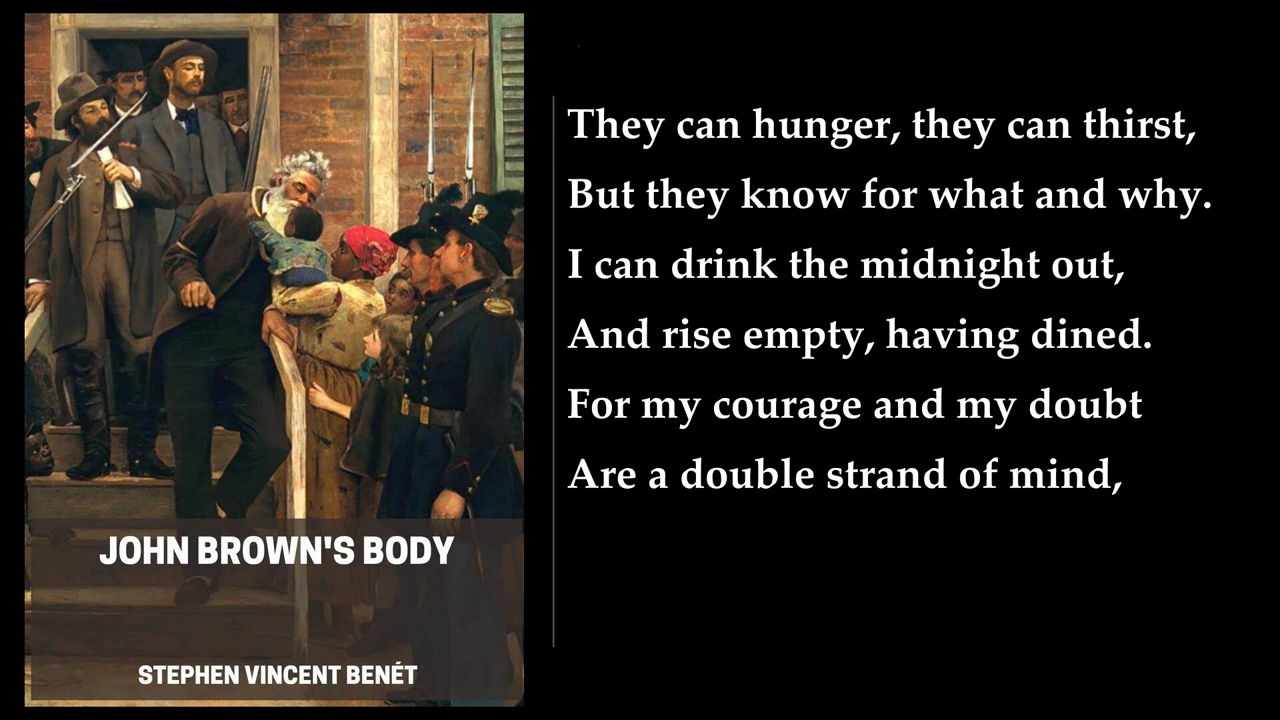 JOHN BROWN'S BODY
STEPHEN VINCENT BENÉT
They can hunger, they can thirst,
But they know for what and why.
I can drink the midnight out,
And rise empty, having dined.
For my courage and my doubt
Are a double strand of mind,